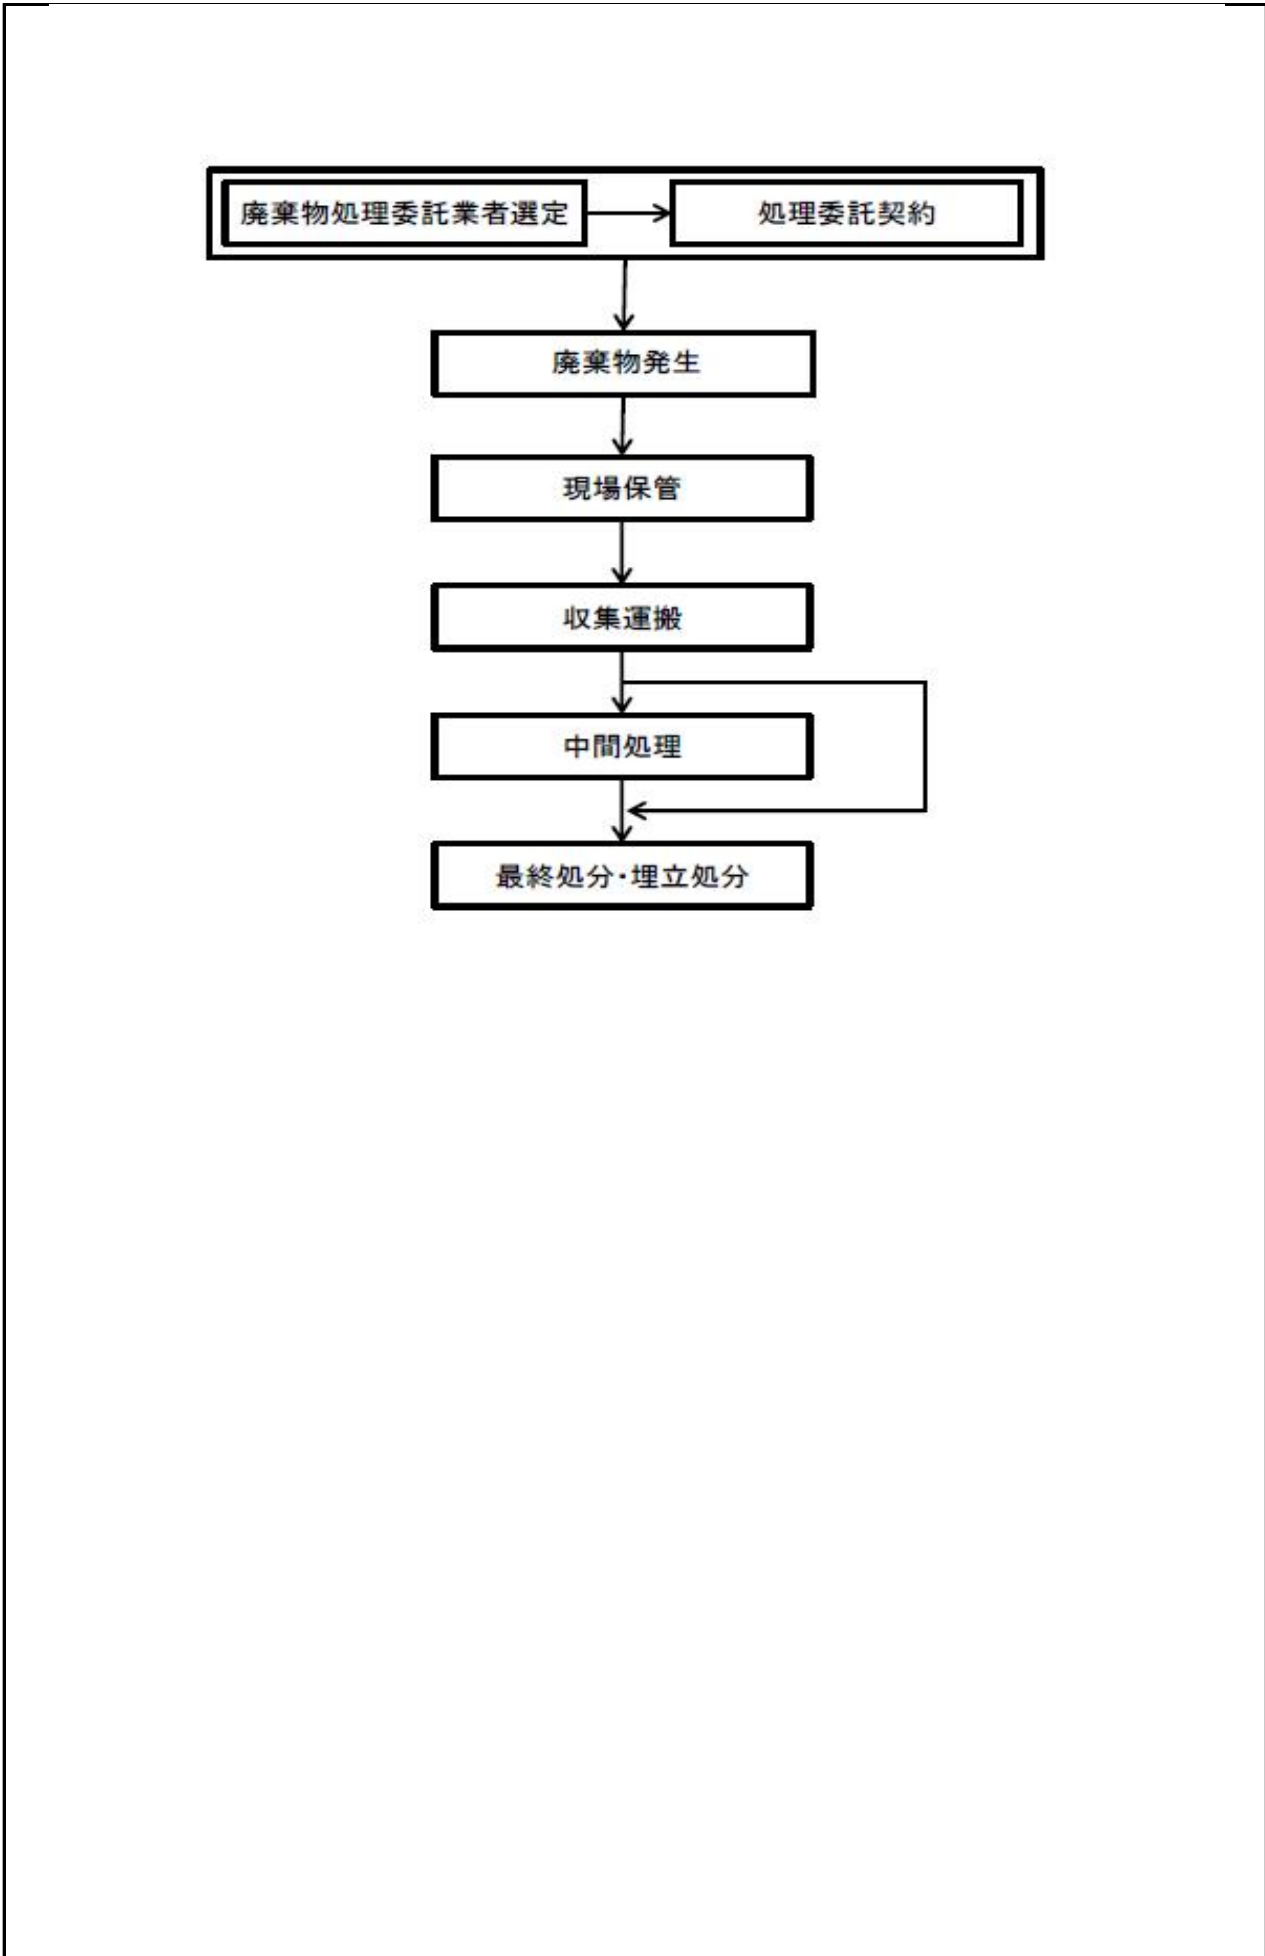 廃棄物処理委託業者選定
処理委託契約
廃棄物発生
現場保管
収集運搬
中間処理
最終処分・埋立処分